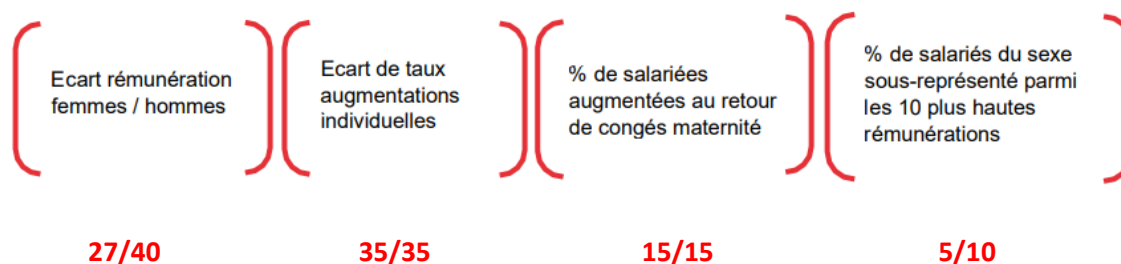 Ecart rémunération
femmes / hommes
Ecart de taux
augmentations
individuelles
% de salariées
augmentées au retour
de congés maternité
% de salariés du sexe
sous-représenté parmi
les 10 plus hautes
rémunérations
27/40
35/35
15/15
5/10